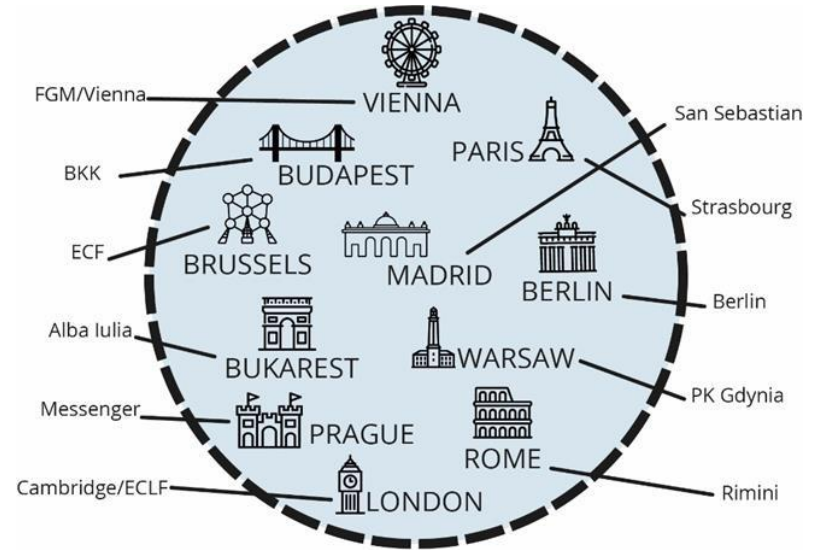 FGM/Vienna
VIENNA
San Sebastian
PARIS
BKK
BUDAPEST
Strasbourg
ECF
BRUSSELS
MADRID
BERLIN
Berlin
Alba Iulia
BUKAREST
WARSAW
PK Gdynia
Messenger
PRAGUE
ROME
Cambridge/ECLF
LONDON
Rimini